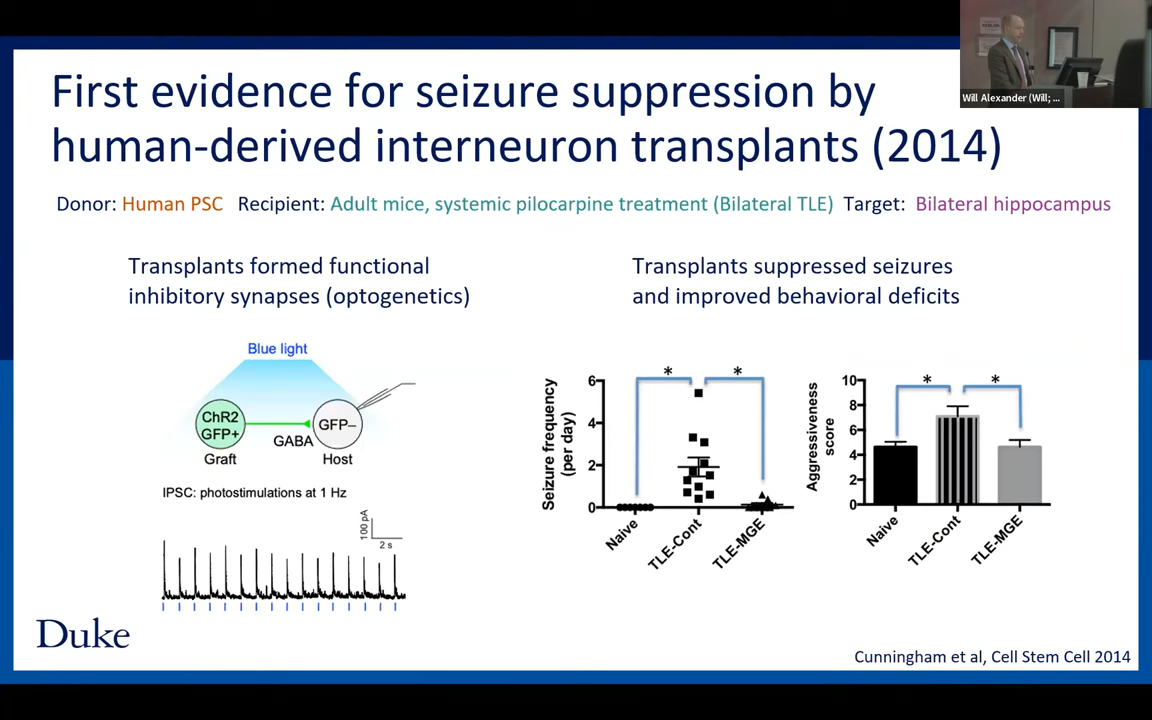 First evidence for seizure suppression by
human-derived interneuron transplants (2014)
Will Alexander (Will; ...
Donor: Human PSC Recipient: Adult mice, systemic pilocarpine treatment (Bilateral TLE) Target: Bilateral hippocampus
Transplants formed functional
inhibitory synapses (optogenetics)
Blue light
ChR2
GFP+
GFP–
GABA
Graft
Host
IPSC: photostimulations at 1 Hz
100 pA
2 s
Transplants suppressed seizures
and improved behavioral deficits
Seizure frequency
(per day)
6
4
2
0
* *
Naive
TLE-Cont
TLE-MGE
Aggressiveness
score
10
8
6
4
2
0
* *
Naive
TLE-Cont
TLE-MGE
Duke
Cunningham et al, Cell Stem Cell 2014